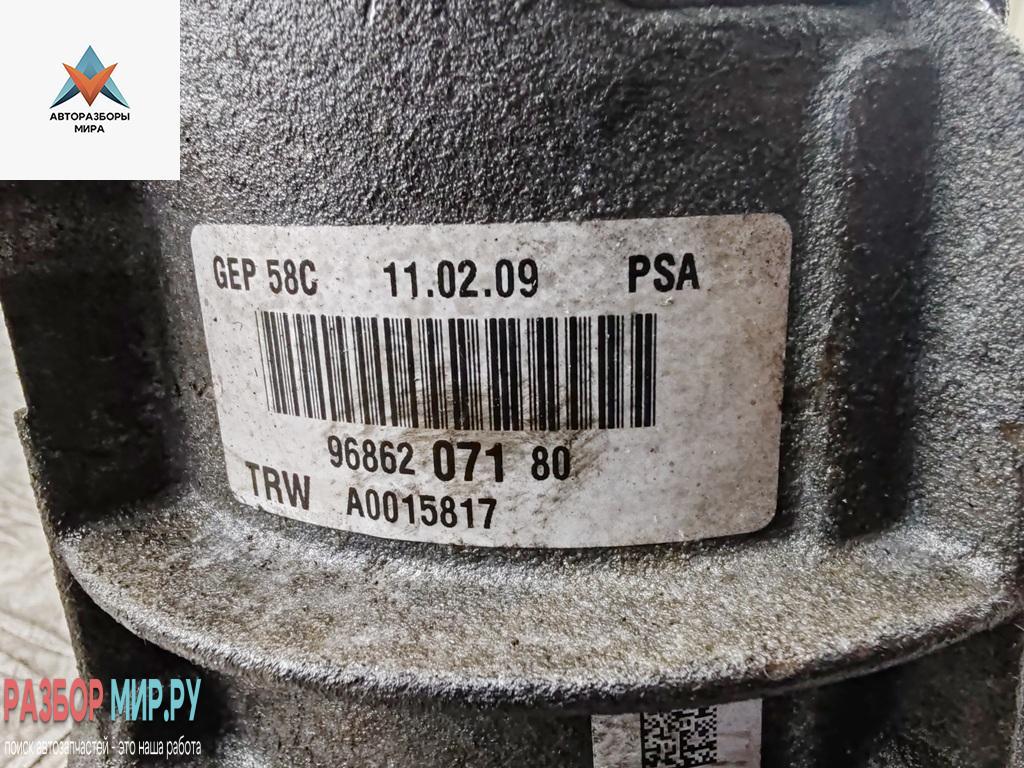 АВТОРАЗБОРЫ
МИРА
GEP 58C 11.02.09 PSA
96862 071 80
TRW A0015817
РАЗБОР МИР.РУ
поиск автозапчастей - это наша работа